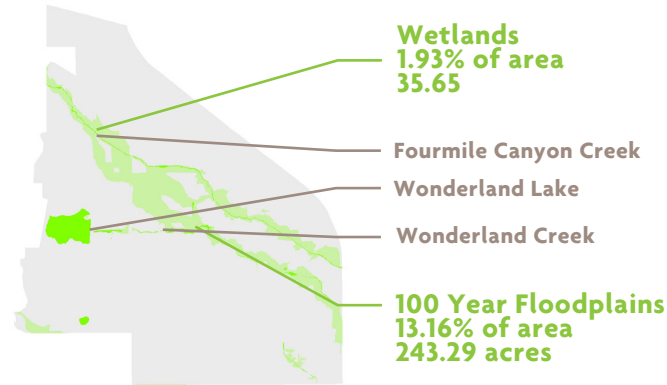 Wetlands
1.93% of area
35.65
Fourmile Canyon Creek
Wonderland Lake
Wonderland Creek
100 Year Floodplains
13.16% of area
243.29 acres